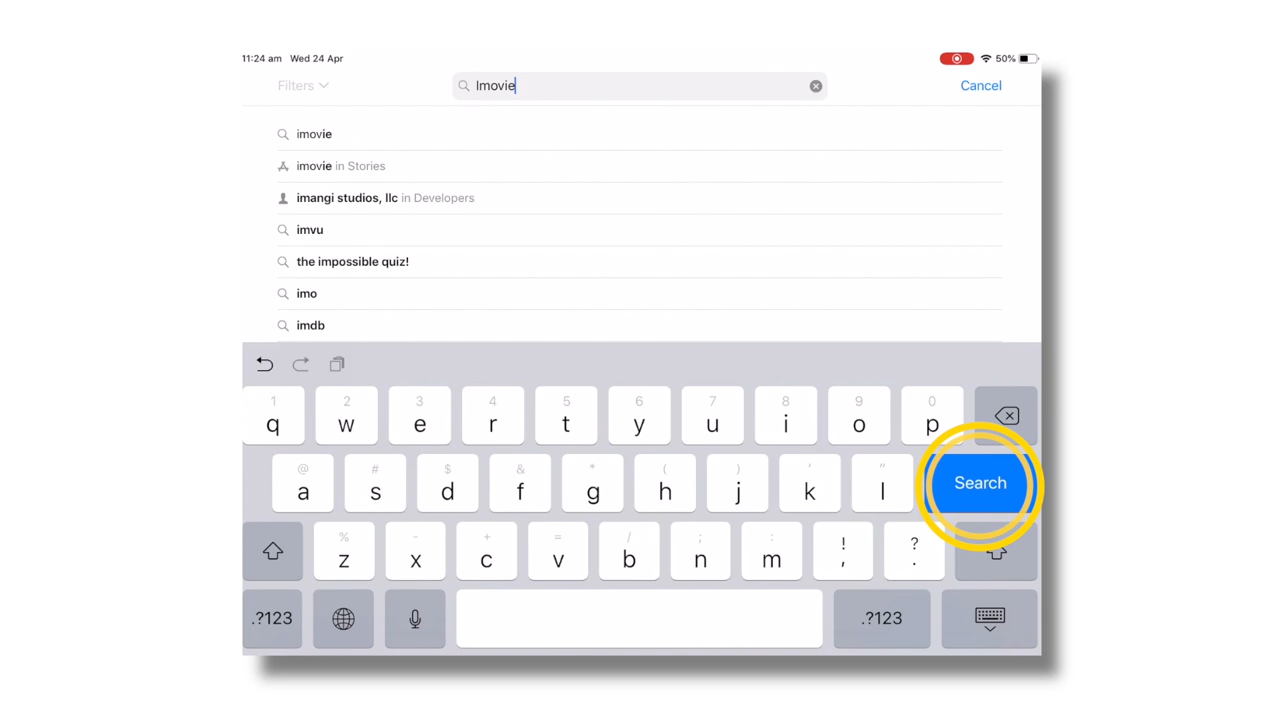 11:24 am Wed 24 Apr 50%
Filters Imovie Cancel
imovie
imovie in Stories
imangi studios, llc in Developers
imvu
the impossible quiz!
imo
imdb
1 2 3 4 5 6 7 8 9 0
q w e r t y u i o p
@ # $ & * ( ) ' "
a s d f g h j k l Search
% - + = / ; : ! ?
z x c v b n m , .
.?123 .?123